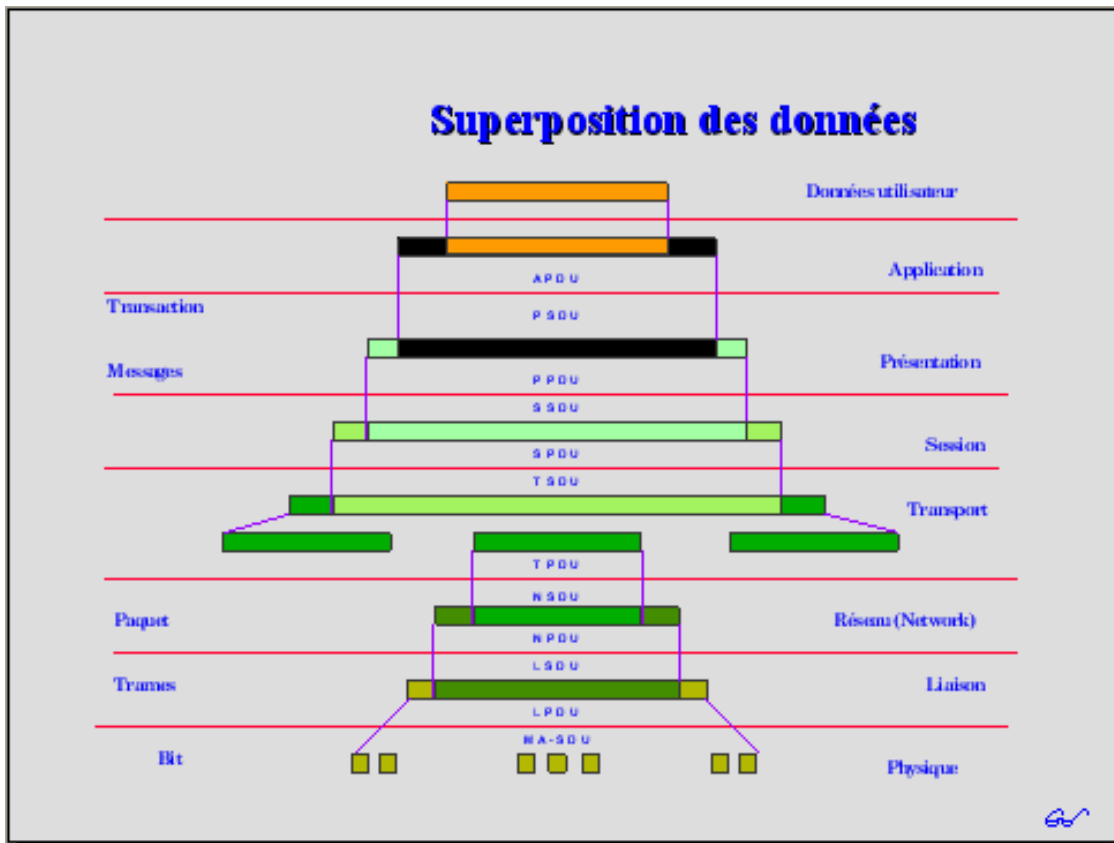 Superposition des données
Données utilisateur
Application
APDU
Transaction
PSDU
Présentation
Messages
PPDU
SSDU
Session
SPDU
TSDU
Transport
TPDU
NSDU
Paquet
Réseau (Network)
NPDU
LSDU
Trames
Liaison
LPDU
MA-SDU
Bit
Physique